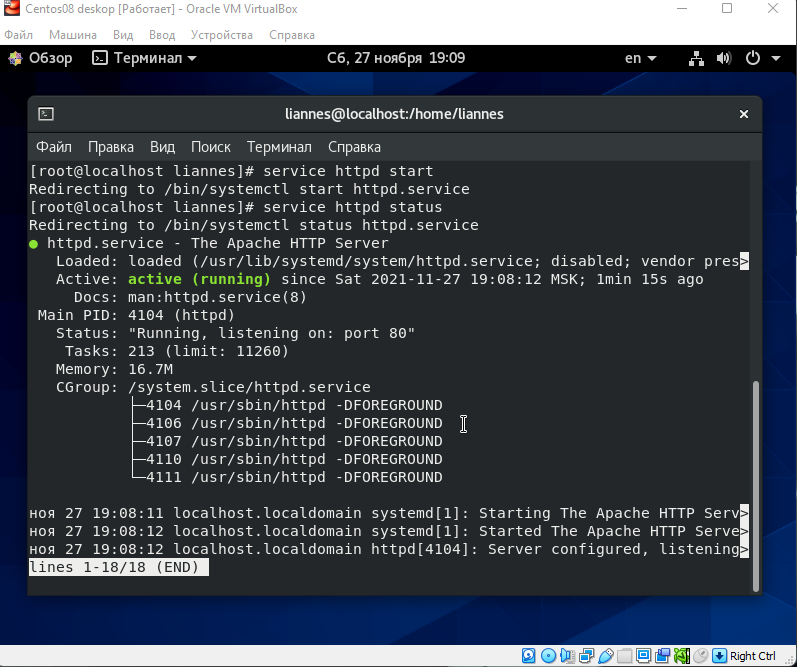 Centos08 deskop [Работает] - Oracle VM VirtualBox
Файл Машина Вид Ввод Устройства Справка
Обзор Терминал Сб, 27 ноября 19:09 en
liannes@localhost:/home/liannes
Файл Правка Вид Поиск Терминал Справка
[root@localhost liannes]# service httpd start
Redirecting to /bin/systemctl start httpd.service
[root@localhost liannes]# service httpd status
Redirecting to /bin/systemctl status httpd.service
● httpd.service - The Apache HTTP Server
Loaded: loaded (/usr/lib/systemd/system/httpd.service; disabled; vendor pres>
Active: active (running) since Sat 2021-11-27 19:08:12 MSK; 1min 15s ago
Docs: man:httpd.service(8)
Main PID: 4104 (httpd)
Status: "Running, listening on: port 80"
Tasks: 213 (limit: 11260)
Memory: 16.7M
CGroup: /system.slice/httpd.service
├─4104 /usr/sbin/httpd -DFOREGROUND
├─4106 /usr/sbin/httpd -DFOREGROUND
├─4107 /usr/sbin/httpd -DFOREGROUND
├─4110 /usr/sbin/httpd -DFOREGROUND
└─4111 /usr/sbin/httpd -DFOREGROUND
ноя 27 19:08:11 localhost.localdomain systemd[1]: Starting The Apache HTTP Serv>
ноя 27 19:08:12 localhost.localdomain systemd[1]: Started The Apache HTTP Serve>
ноя 27 19:08:12 localhost.localdomain httpd[4104]: Server configured, listening>
lines 1-18/18 (END)
Right Ctrl